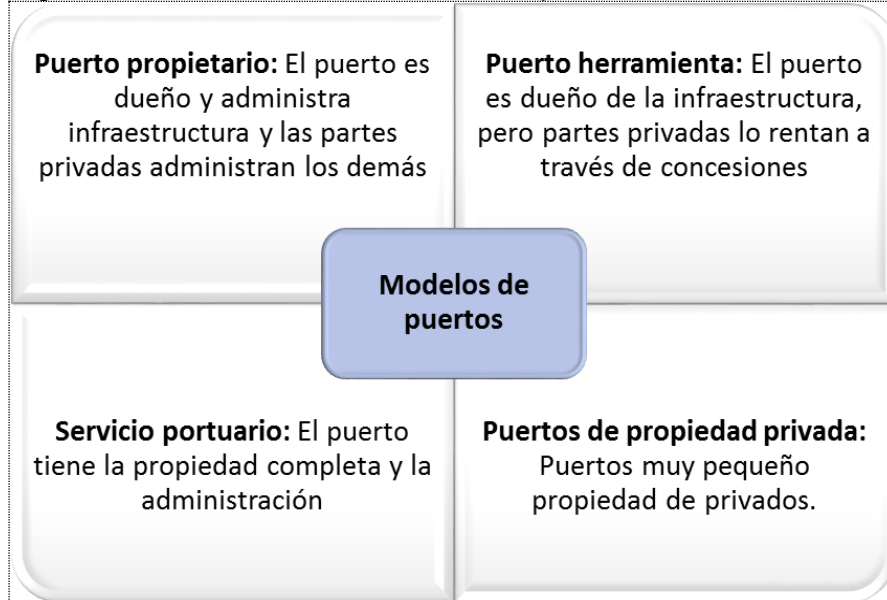 Puerto propietario: El puerto es
dueño y administra
infraestructura y las partes
privadas administran los demás
Puerto herramienta: El puerto
es dueño de la infraestructura,
pero partes privadas lo rentan a
través de concesiones
Modelos de
puertos
Servicio portuario: El puerto
tiene la propiedad completa y la
administración
Puertos de propiedad privada:
Puertos muy pequeño
propiedad de privados.